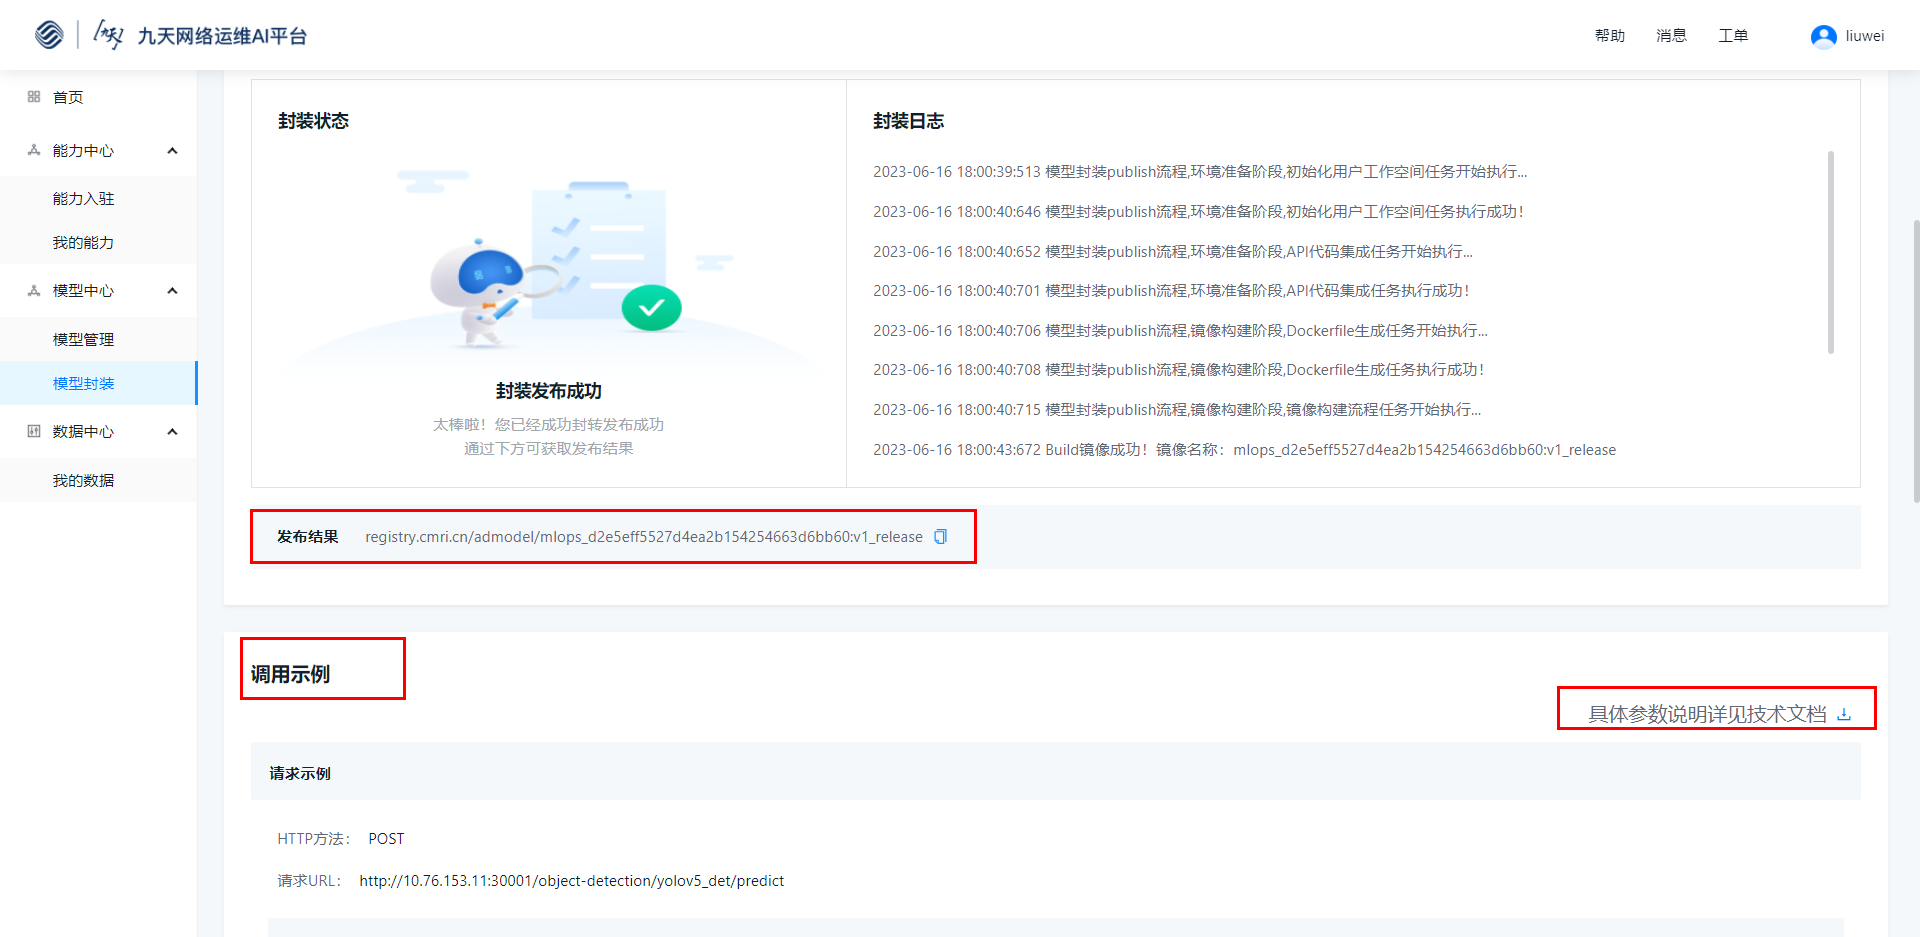 九天 九天网络运维AI平台
帮助 消息 工单 liuwei
首页
能力中心
能力入驻
我的能力
模型中心
模型管理
模型封装
数据中心
我的数据
封装状态
封装发布成功
太棒啦！您已经成功封转发布成功
通过下方可获取发布结果
封装日志
2023-06-16 18:00:39:513 模型封装publish流程,环境准备阶段,初始化用户工作空间任务开始执行...
2023-06-16 18:00:40:646 模型封装publish流程,环境准备阶段,初始化用户工作空间任务执行成功！
2023-06-16 18:00:40:652 模型封装publish流程,环境准备阶段,API代码集成任务开始执行...
2023-06-16 18:00:40:701 模型封装publish流程,环境准备阶段,API代码集成任务执行成功！
2023-06-16 18:00:40:706 模型封装publish流程,镜像构建阶段,Dockerfile生成任务开始执行...
2023-06-16 18:00:40:708 模型封装publish流程,镜像构建阶段,Dockerfile生成任务执行成功！
2023-06-16 18:00:40:715 模型封装publish流程,镜像构建阶段,镜像构建流程任务开始执行...
2023-06-16 18:00:43:672 Build镜像成功！镜像名称：mlops_d2e5eff5527d4ea2b154254663d6bb60:v1_release
发布结果 registry.cmri.cn/admodel/mlops_d2e5eff5527d4ea2b154254663d6bb60:v1_release
调用示例
具体参数说明详见技术文档
请求示例
HTTP方法： POST
请求URL： http://10.76.153.11:30001/object-detection/yolov5_det/predict